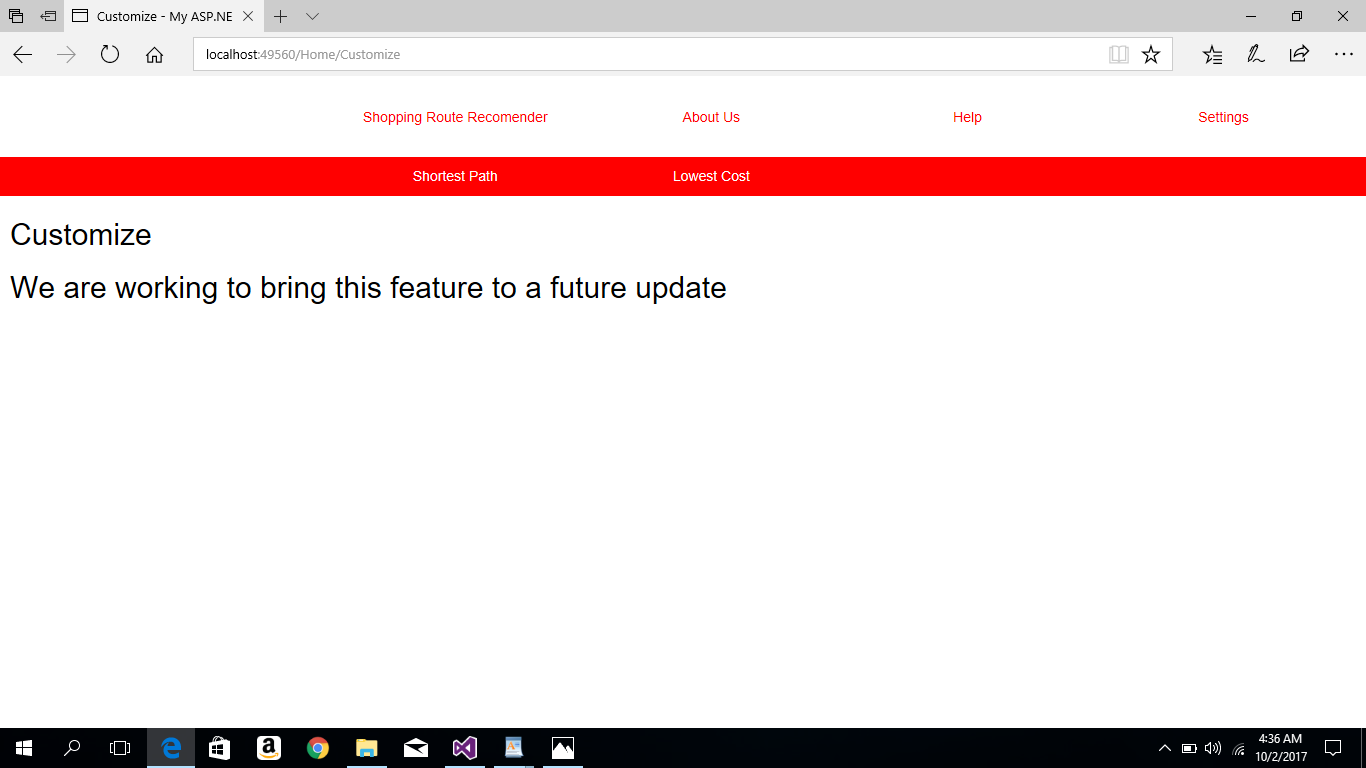 Customize - My ASP.NE
localhost:49560/Home/Customize
Shopping Route Recomender About Us Help Settings
Shortest Path Lowest Cost
Customize
We are working to bring this feature to a future update
4:36 AM
10/2/2017